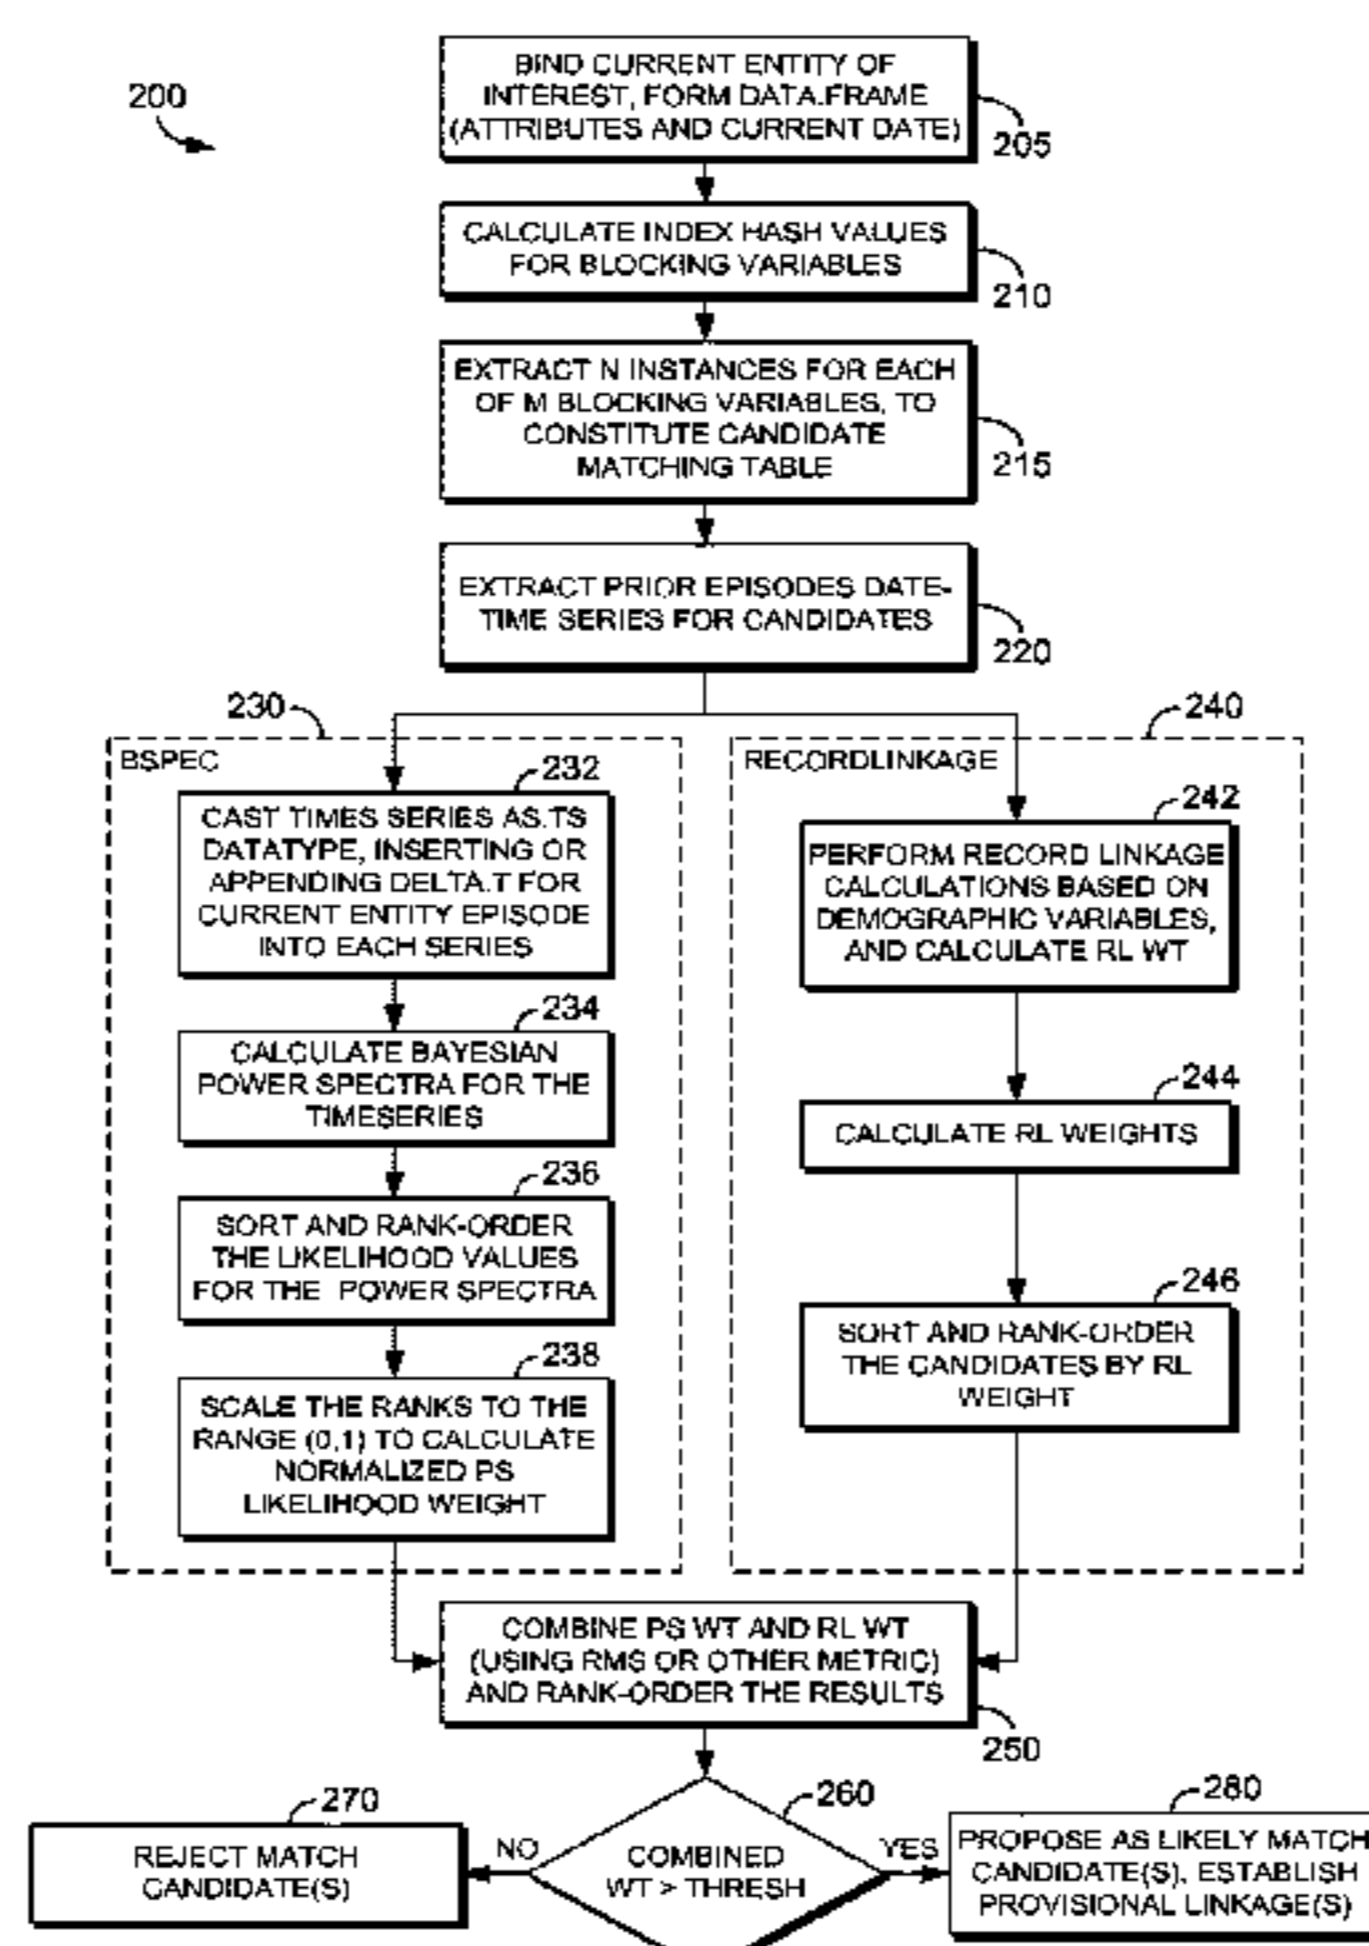 200
BIND CURRENT ENTITY OF
INTEREST, FORM DATA.FRAME
(ATTRIBUTES AND CURRENT DATE)
205
CALCULATE INDEX HASH VALUES
FOR BLOCKING VARIABLES
210
EXTRACT N INSTANCES FOR EACH
OF M BLOCKING VARIABLES, TO
CONSTITUTE CANDIDATE
MATCHING TABLE
215
EXTRACT PRIOR EPISODES DATE-
TIME SERIES FOR CANDIDATES
220
230
BSPEC
232
CAST TIMES SERIES AS.TS
DATATYPE, INSERTING OR
APPENDING DELTA.T FOR
CURRENT ENTITY EPISODE
INTO EACH SERIES
234
CALCULATE BAYESIAN
POWER SPECTRA FOR THE
TIMESERIES
236
SORT AND RANK-ORDER
THE LIKELIHOOD VALUES
FOR THE POWER SPECTRA
238
SCALE THE RANKS TO THE
RANGE (0,1) TO CALCULATE
NORMALIZED PS
LIKELIHOOD WEIGHT
240
RECORDLINKAGE
242
PERFORM RECORD LINKAGE
CALCULATIONS BASED ON
DEMOGRAPHIC VARIABLES,
AND CALCULATE RL WT
244
CALCULATE RL WEIGHTS
246
SORT AND RANK-ORDER
THE CANDIDATES BY RL
WEIGHT
COMBINE PS WT AND RL WT
(USING RMS OR OTHER METRIC)
AND RANK-ORDER THE RESULTS
250
260
COMBINED
WT > THRESH
NO
270
REJECT MATCH
CANDIDATE(S)
YES
280
PROPOSE AS LIKELY MATCH
CANDIDATE(S), ESTABLISH
PROVISIONAL LINKAGE(S)